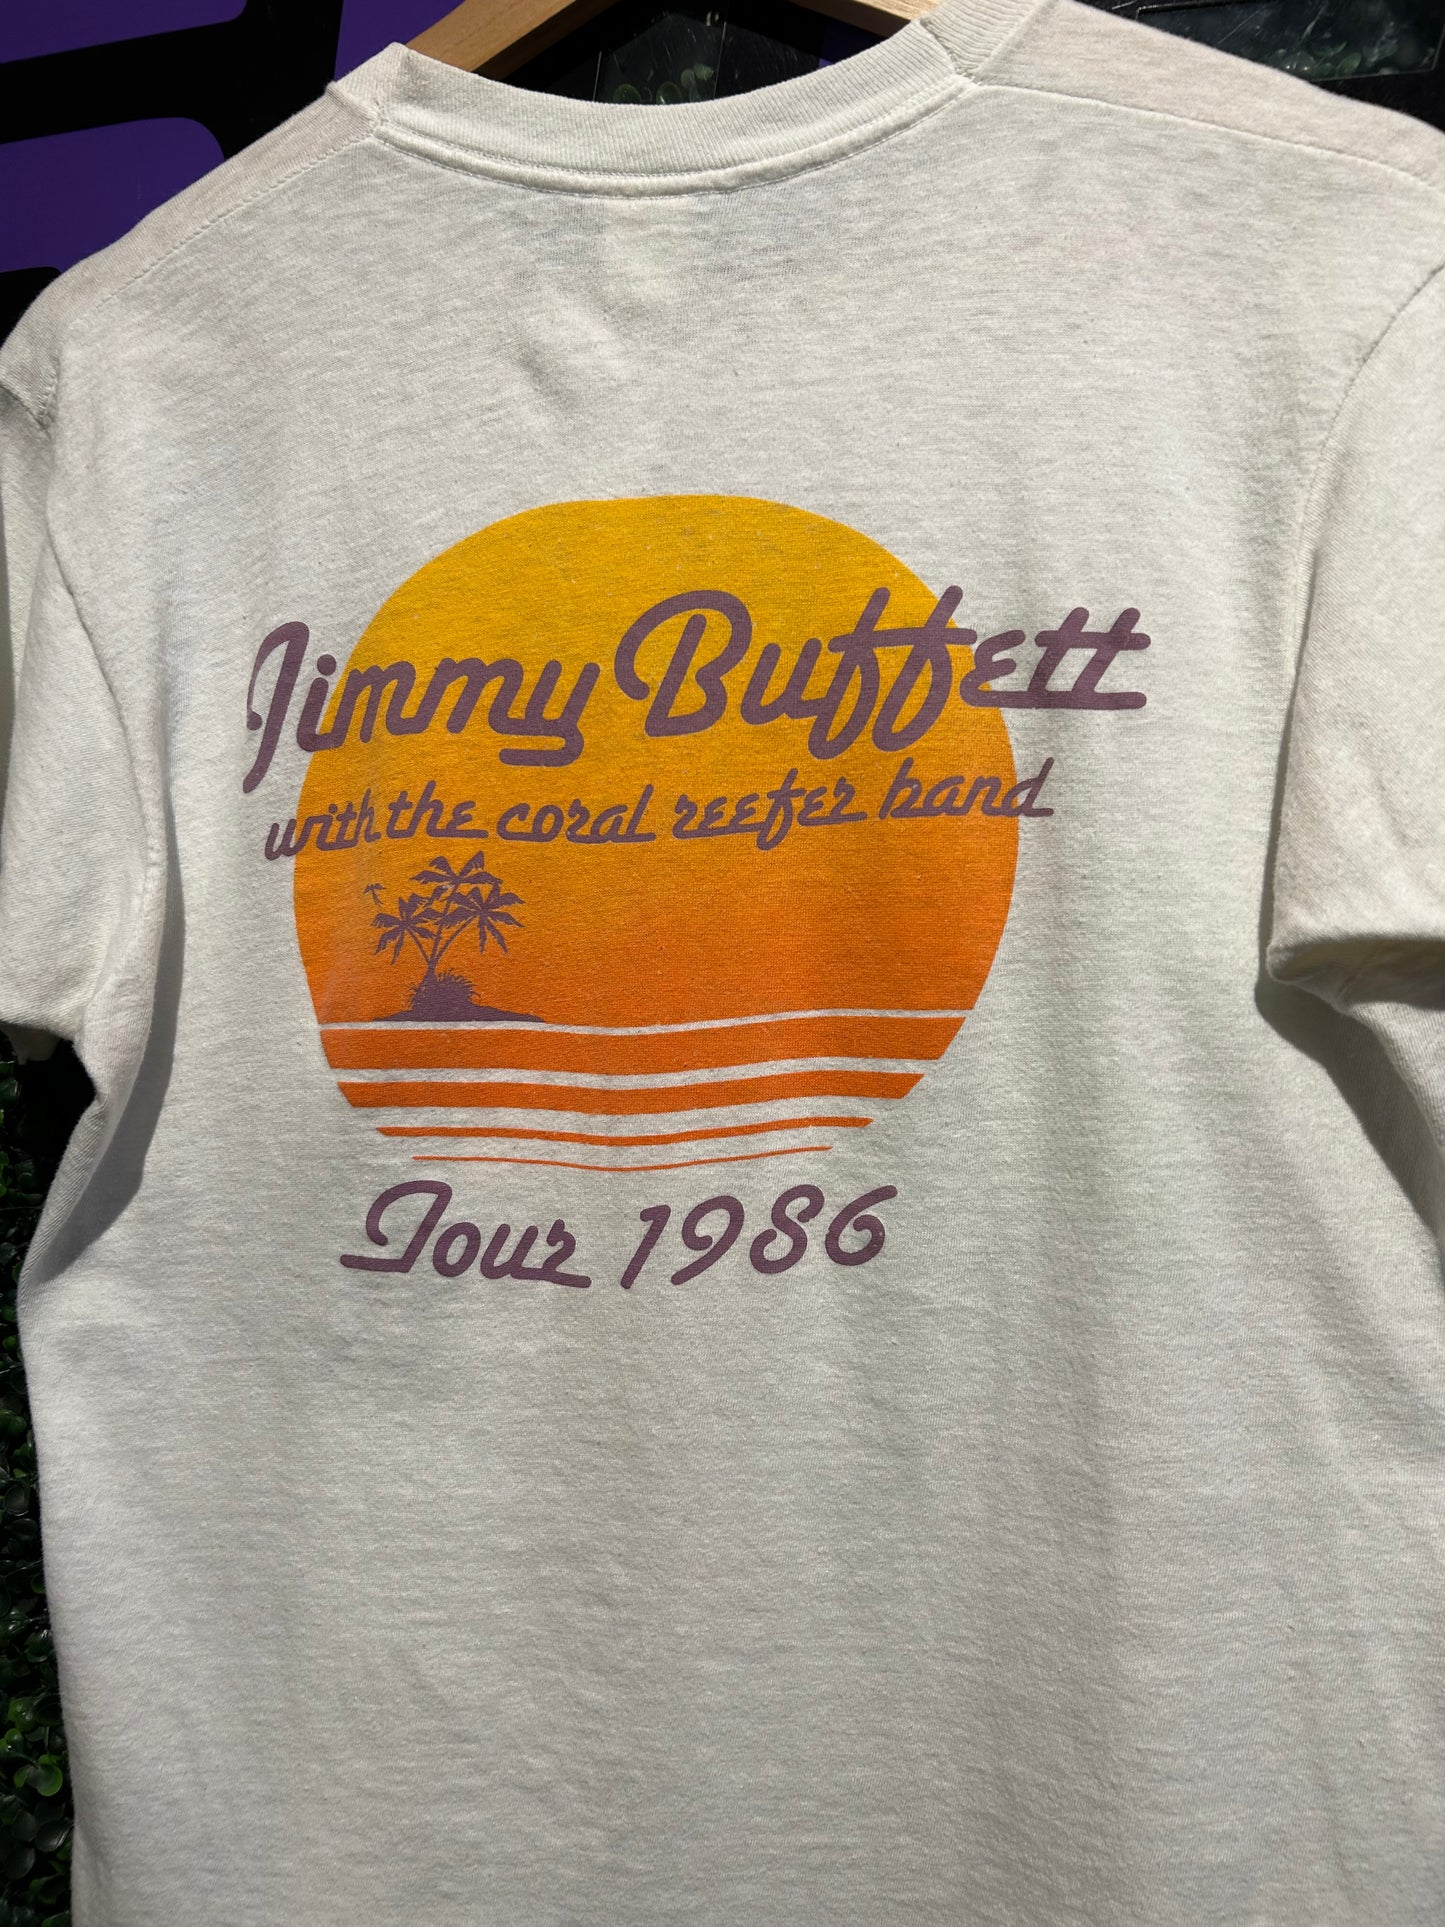 Jimmy Buffett
with the coral reefer band
Tour 1986